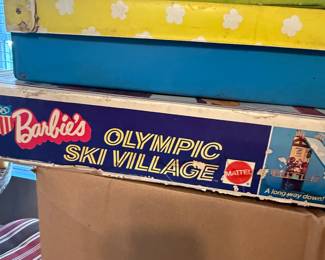 Barbie's
OLYMPIC
SKI VILLAGE
MATTEL
A long way down!